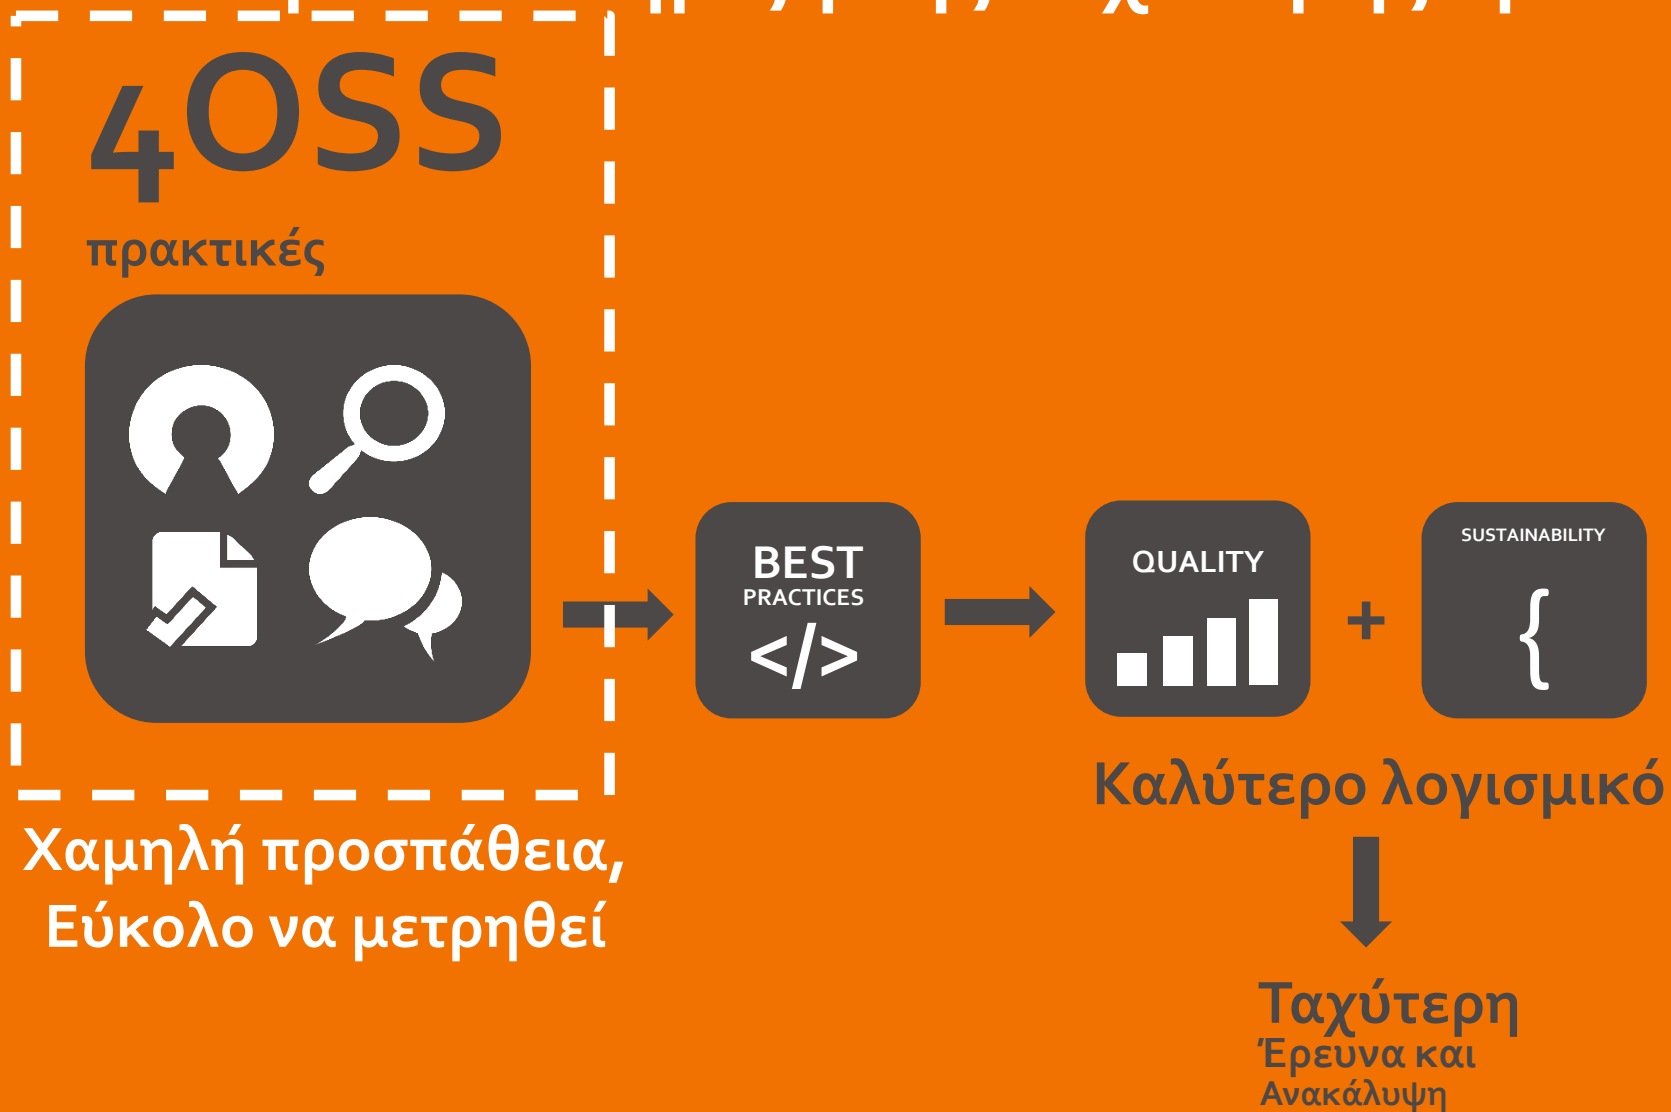 4OSS
πρακτικές
BEST
PRACTICES
</>
QUALITY
+
SUSTAINABILITY
{
Καλύτερο λογισμικό
Χαμηλή προσπάθεια,
Εύκολο να μετρηθεί
Ταχύτερη
Έρευνα και
Ανακάλυψη